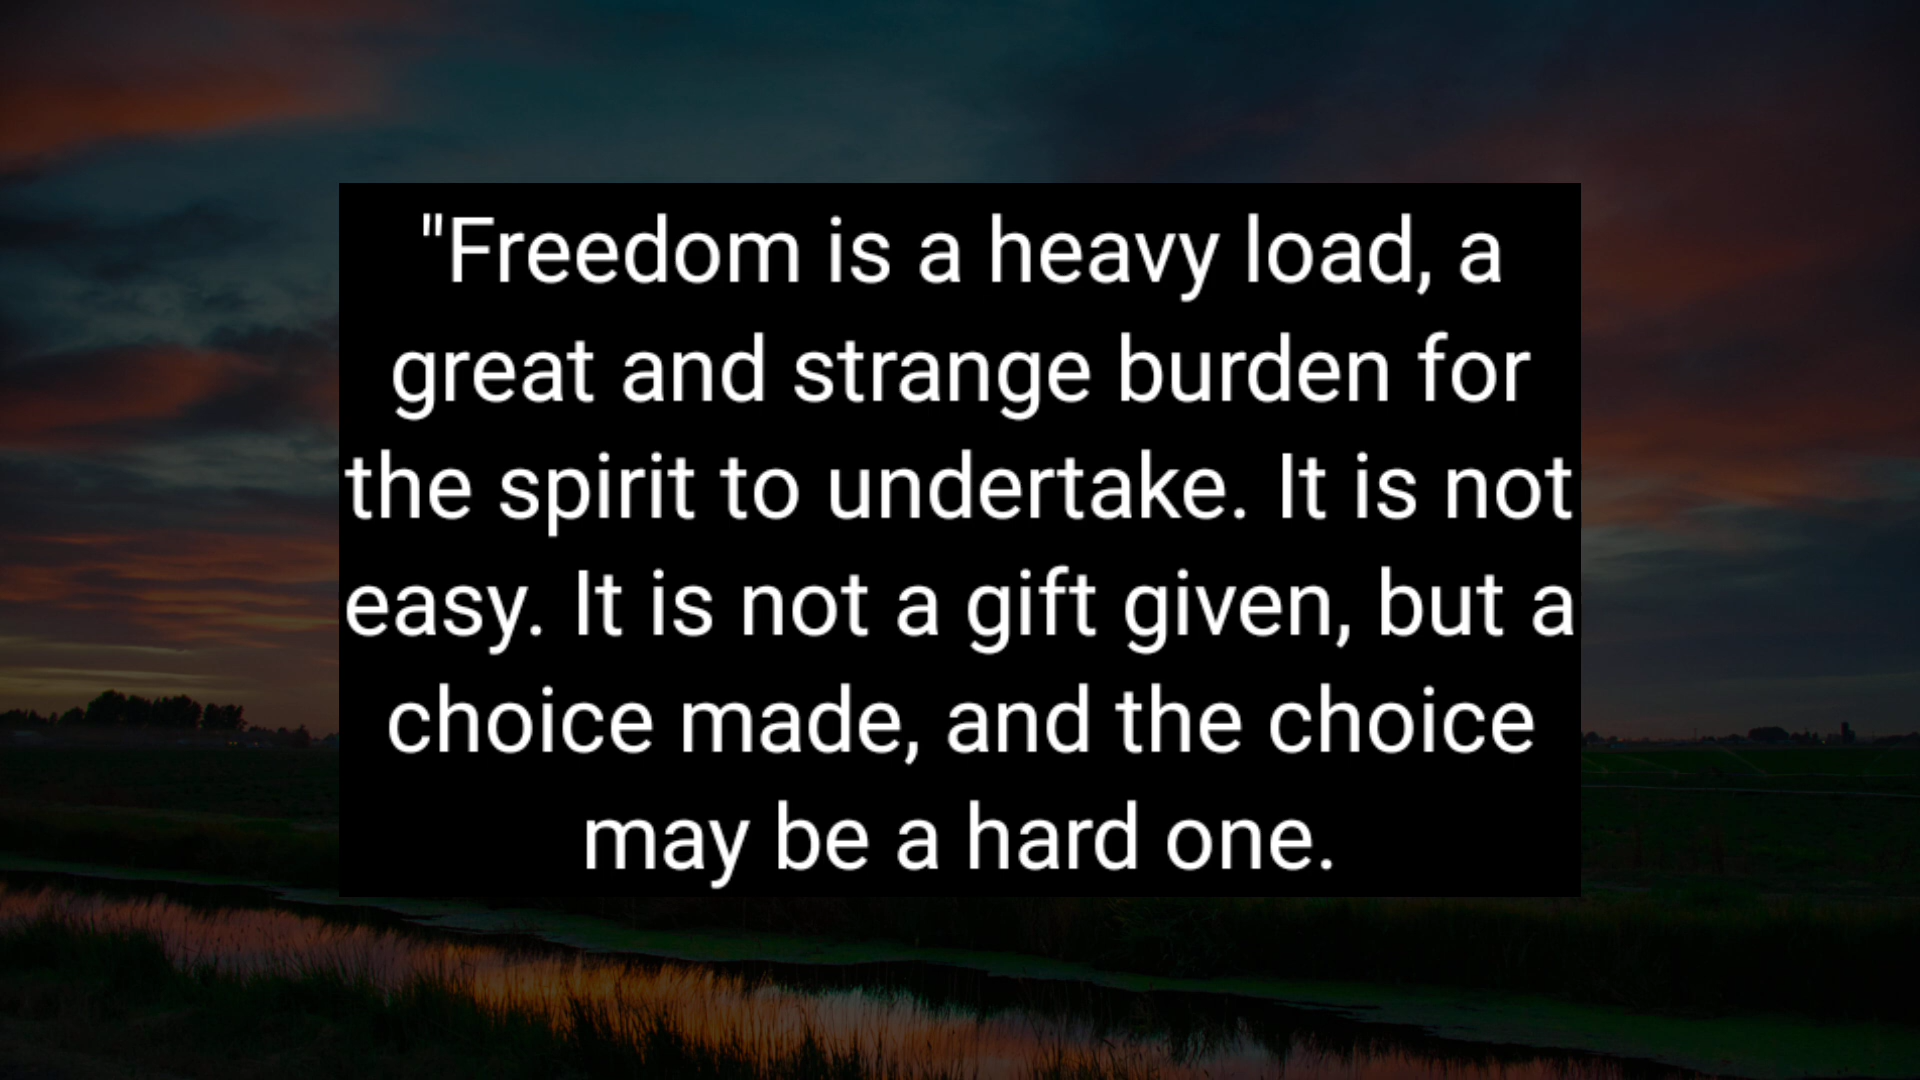 "Freedom is a heavy load, a
great and strange burden for
the spirit to undertake. It is not
easy. It is not a gift given, but a
choice made, and the choice
may be a hard one.